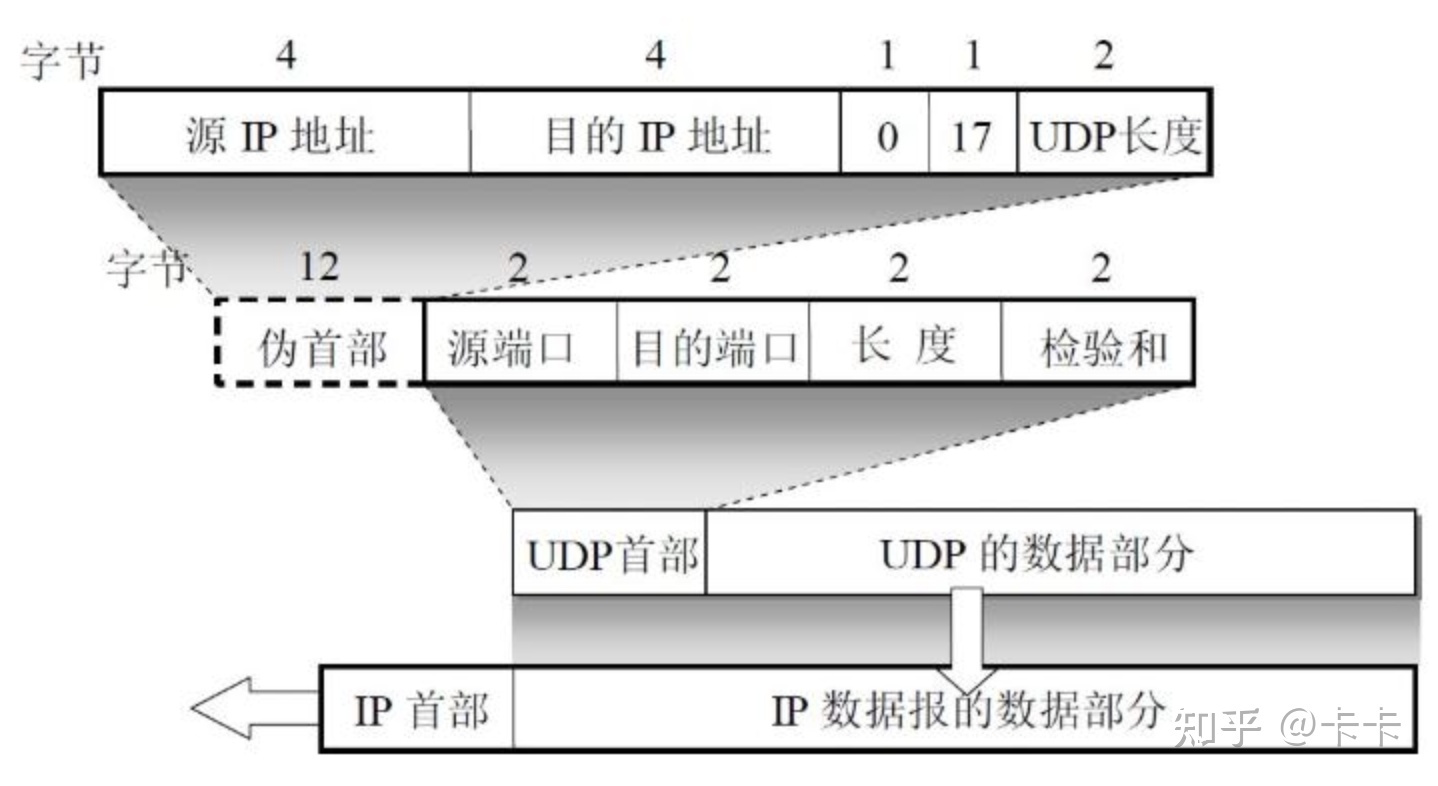 字节 4 4 1 1 2
源 IP 地址 目的 IP 地址 0 17 UDP长度
字节 12 2 2 2 2
伪首部 源端口 目的端口 长 度 检验和
UDP首部 UDP 的数据部分
IP 首部 IP 数据报的数据部分
知乎 @卡卡